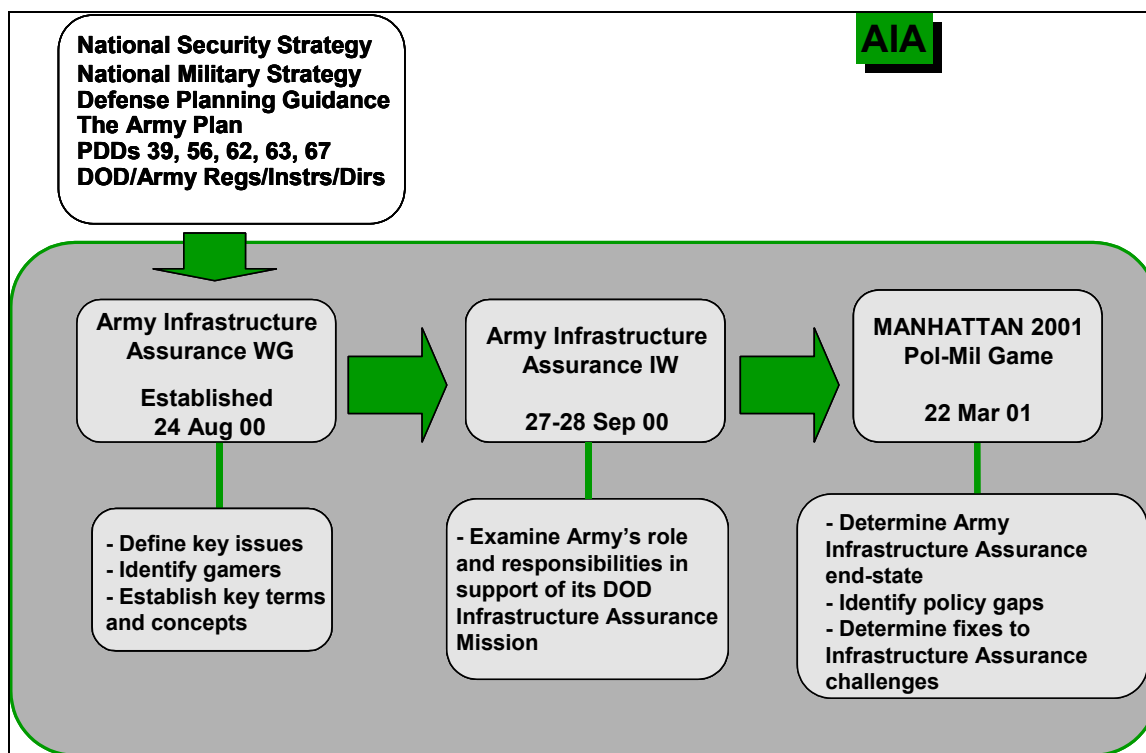 National Security Strategy
National Military Strategy
Defense Planning Guidance
The Army Plan
PDDs 39, 56, 62, 63, 67
DOD/Army Regs/Instrs/Dirs
AIA
Army Infrastructure
Assurance WG
Established
24 Aug 00
Army Infrastructure
Assurance IW
27-28 Sep 00
MANHATTAN 2001
Pol-Mil Game
22 Mar 01
- Define key issues
- Identify gamers
- Establish key terms
and concepts
- Examine Army's role
and responsibilities in
support of its DOD
Infrastructure Assurance
Mission
- Determine Army
Infrastructure Assurance
end-state
- Identify policy gaps
- Determine fixes to
Infrastructure Assurance
challenges